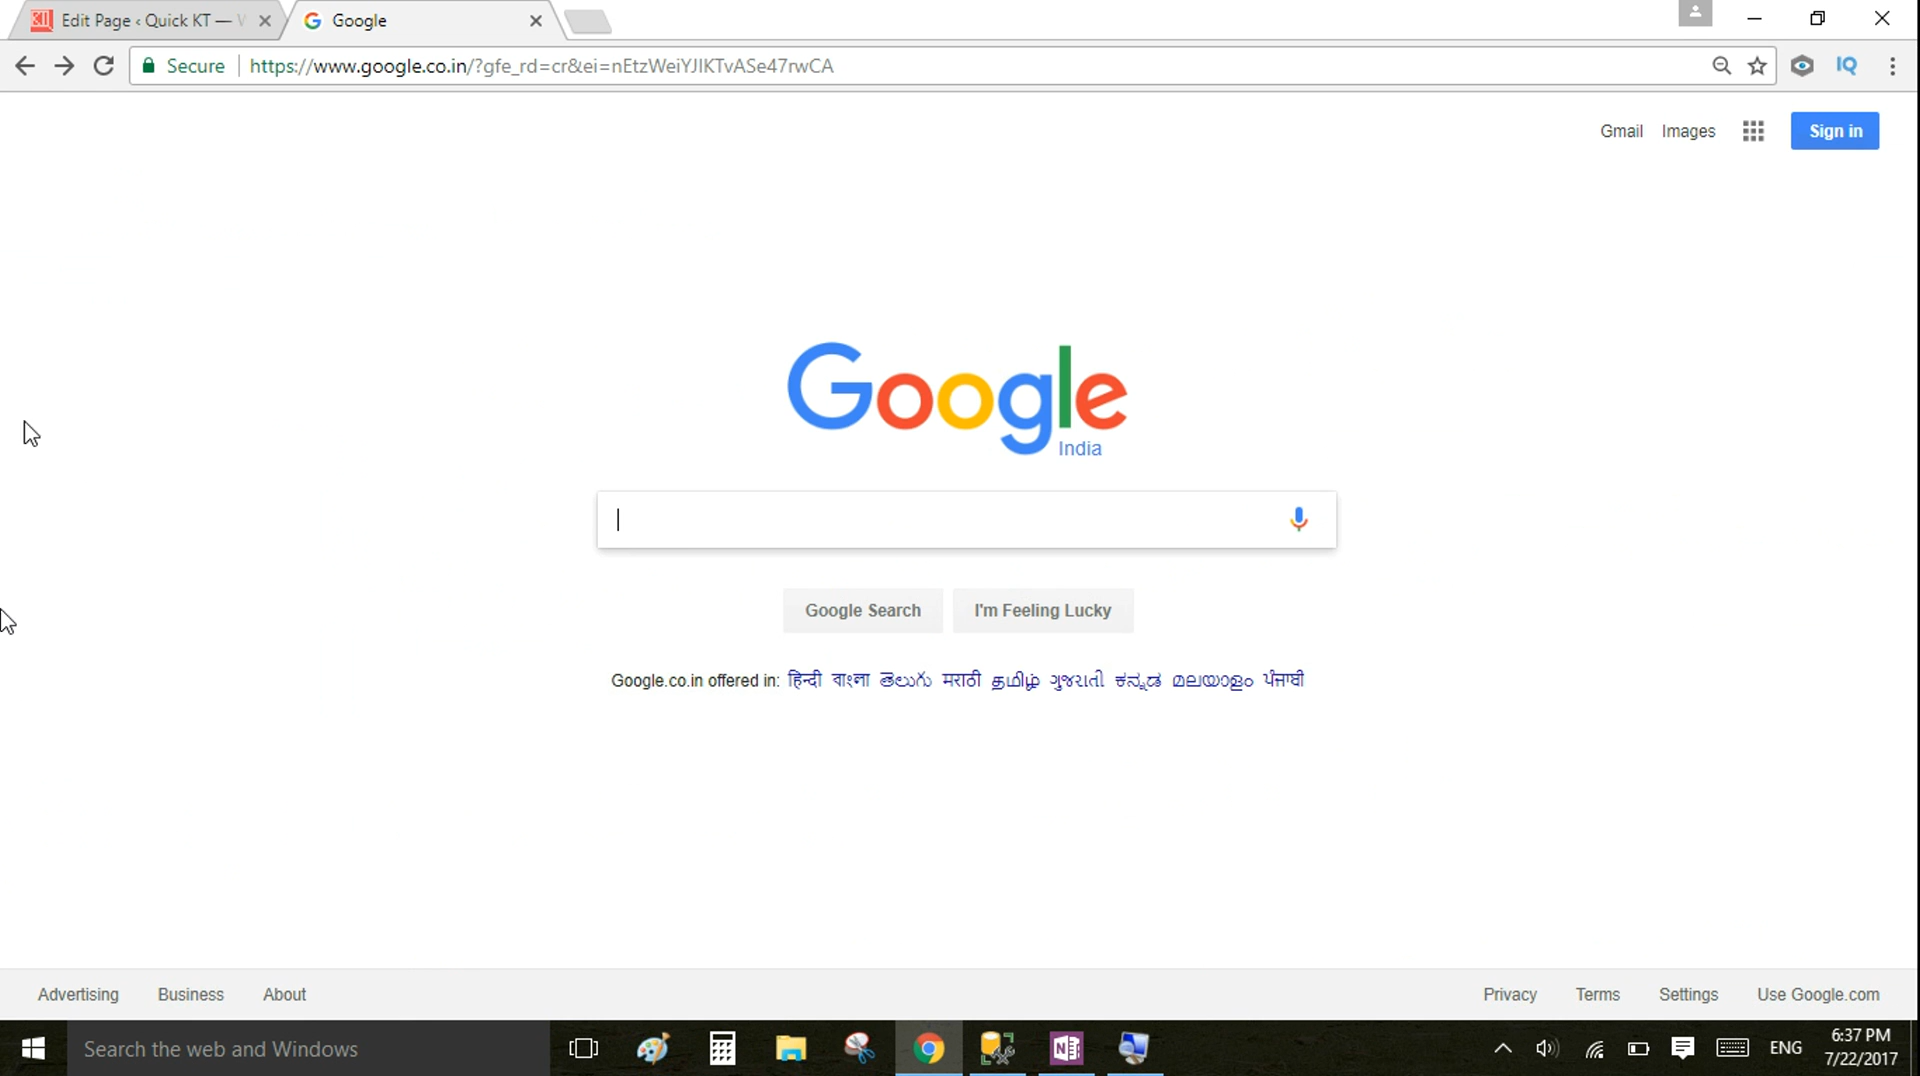 Edit Page ‹ Quick KT —
Google
Secure
https://www.google.co.in/?gfe_rd=cr&ei=nEtzWeiYJIKTvASe47rwCA
IQ
Gmail Images Sign in
Google
India
Google Search I'm Feeling Lucky
Google.co.in offered in: हिन्दी বাংলা తెలుగు मराठी தமிழ் ગુજરાતી ಕನ್ನಡ മലയാളം ਪੰਜਾਬੀ
Advertising Business About Privacy Terms Settings Use Google.com
Search the web and Windows
ENG
6:37 PM
7/22/2017